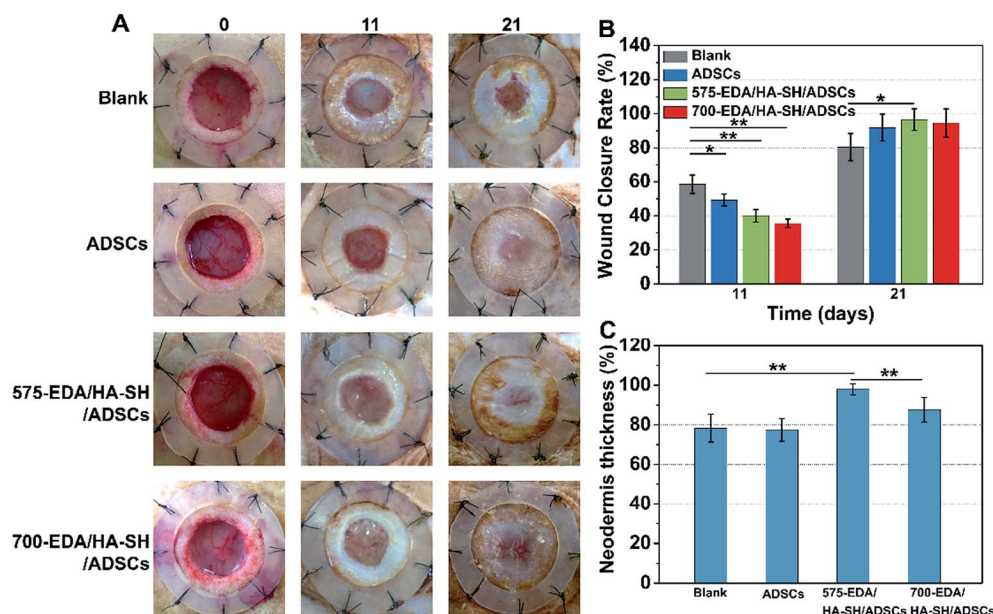 A
0
11
21
Blank
ADSCs
575-EDA/HA-SH
/ADSCs
700-EDA/HA-SH
/ADSCs
B
Wound Closure Rate (%)
140
120
100
80
60
40
20
0
Blank
ADSCs
575-EDA/HA-SH/ADSCs
700-EDA/HA-SH/ADSCs
**
**
*
*
11
21
Time (days)
C
Neodermis thickness (%)
120
100
80
60
40
20
0
**
**
Blank
ADSCs
575-EDA/
HA-SH/ADSCs
700-EDA/
HA-SH/ADSCs